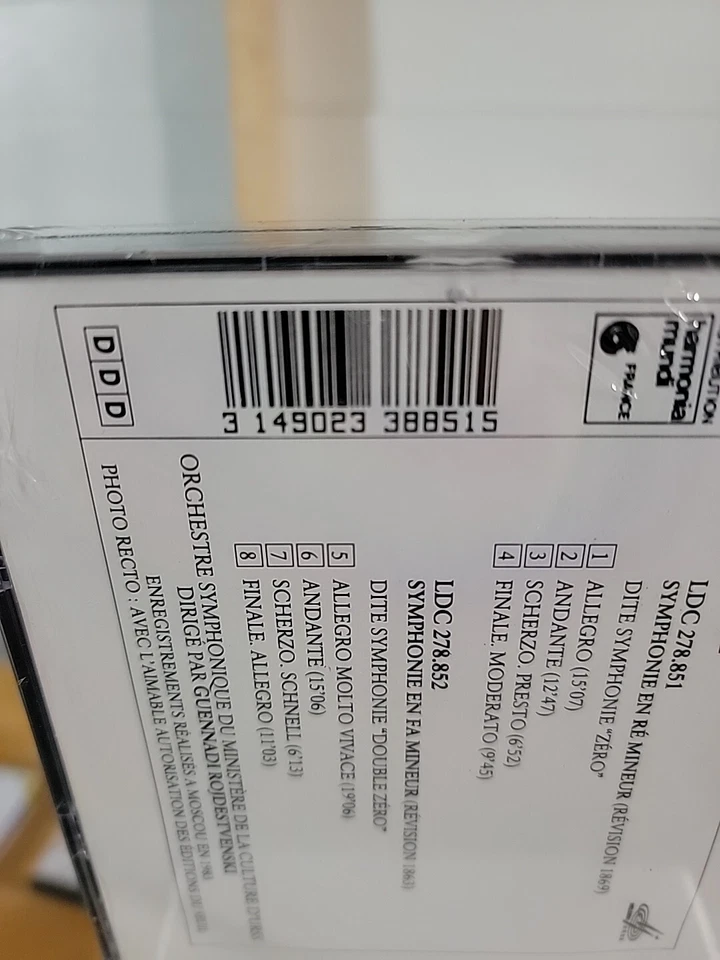 harmonia
mundi
FRANCE
3 149023 388515
DDD
LDC 278.851
SYMPHONIE EN RÉ MINEUR (RÉVISION 1869)
DITE SYMPHONIE "ZÉRO"
1 ALLEGRO (15'07)
2 ANDANTE (12'47)
3 SCHERZO. PRESTO (6'52)
4 FINALE. MODERATO (9'45)
LDC 278.852
SYMPHONIE EN FA MINEUR (RÉVISION 1863)
DITE SYMPHONIE "DOUBLE ZÉRO"
5 ALLEGRO MOLTO VIVACE (19'06)
6 ANDANTE (15'06)
7 SCHERZO. SCHNELL (6'13)
8 FINALE. ALLEGRO (11'03)
ORCHESTRE SYMPHONIQUE DU MINISTÈRE DE LA CULTURE D'URSS
DIRIGÉ PAR GUENNADI ROJDESTVENSKI
ENREGISTREMENTS RÉALISÉS A MOSCOU EN 1983
PHOTO RECTO : AVEC L'AIMABLE AUTORISATION DES ÉDITIONS DU